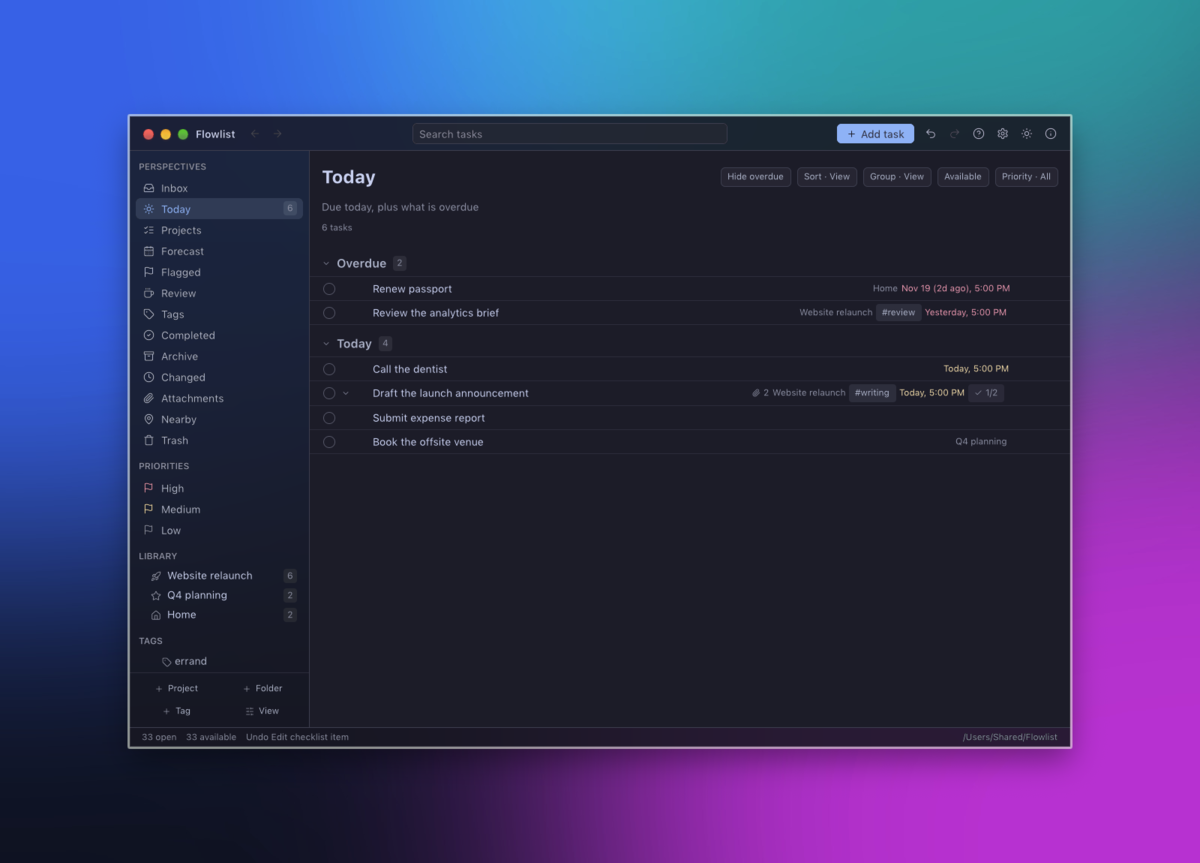 Flowlist
Search tasks
+ Add task
PERSPECTIVES
Inbox
Today 6
Projects
Forecast
Flagged
Review
Tags
Completed
Archive
Changed
Attachments
Nearby
Trash
PRIORITIES
High
Medium
Low
LIBRARY
Website relaunch 6
Q4 planning 2
Home 2
TAGS
errand
+ Project + Folder
+ Tag View
Today
Hide overdue Sort · View Group · View Available Priority · All
Due today, plus what is overdue
6 tasks
Overdue 2
Renew passport Home Nov 19 (2d ago), 5:00 PM
Review the analytics brief Website relaunch #review Yesterday, 5:00 PM
Today 4
Call the dentist Today, 5:00 PM
Draft the launch announcement 2 Website relaunch #writing Today, 5:00 PM ✓ 1/2
Submit expense report
Book the offsite venue Q4 planning
33 open 33 available Undo Edit checklist item /Users/Shared/Flowlist